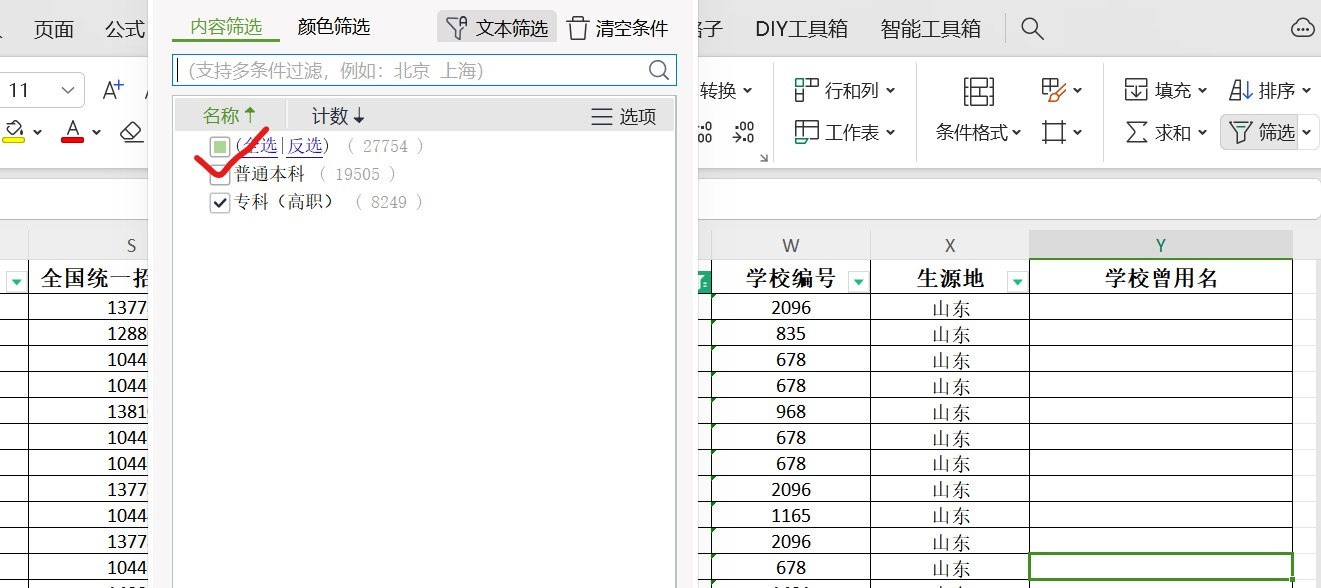 页面 公式 内容筛选 颜色筛选 文本筛选 清空条件 DIY工具箱 智能工具箱
(支持多条件过滤，例如：北京 上海)
11 A+ 转换 行和列 填充 排序
名称 计数 选项
A 工作表 条件格式 求和 筛选
(全选|反选) （ 27754 ）
普通本科 （ 19505 ）
专科（高职） （ 8249 ）
S W X Y
全国统一招 学校编号 生源地 学校曾用名
1377 2096 山东
1288 835 山东
1044 678 山东
1044 678 山东
1381 968 山东
1044 678 山东
1044 678 山东
1377 2096 山东
1044 1165 山东
1377 2096 山东
1044 678 山东